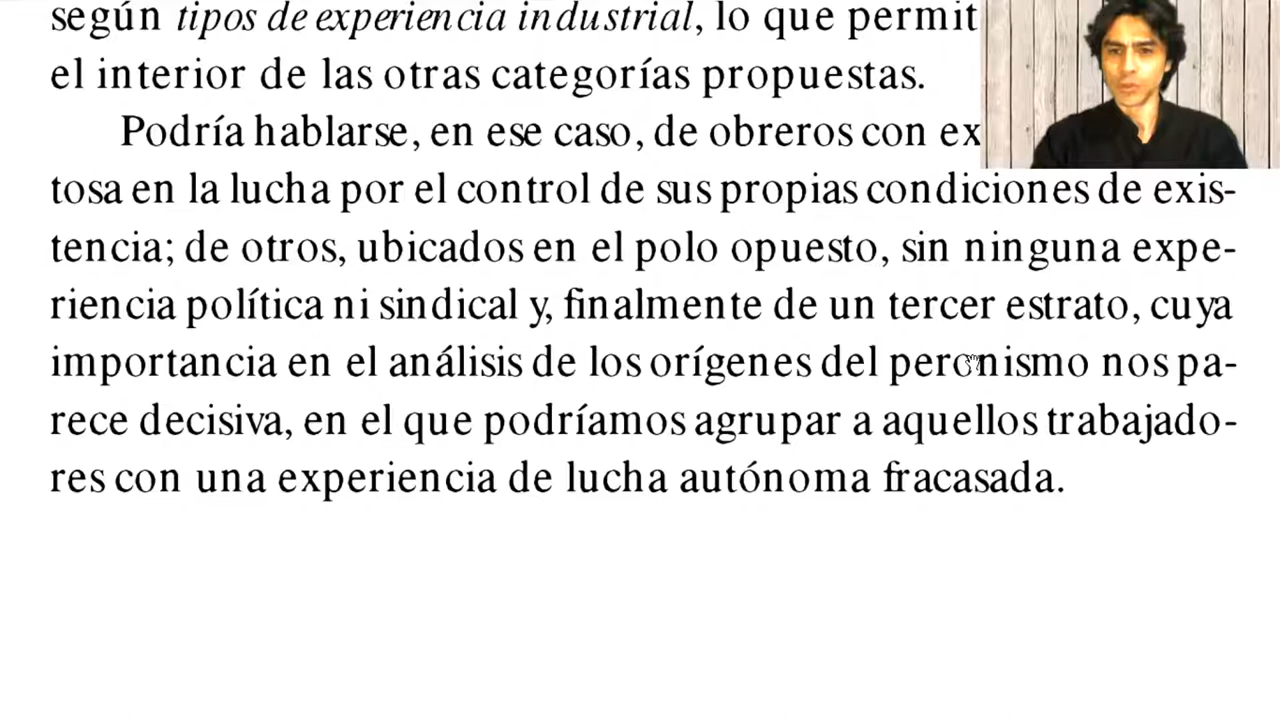 según tipos de experiencia industrial, lo que permit
el interior de las otras categorías propuestas.
Podría hablarse, en ese caso, de obreros con ex
tosa en la lucha por el control de sus propias condiciones de exis-
tencia; de otros, ubicados en el polo opuesto, sin ninguna expe-
riencia política ni sindical y, finalmente de un tercer estrato, cuya
importancia en el análisis de los orígenes del peronismo nos pa-
rece decisiva, en el que podríamos agrupar a aquellos trabajado-
res con una experiencia de lucha autónoma fracasada.